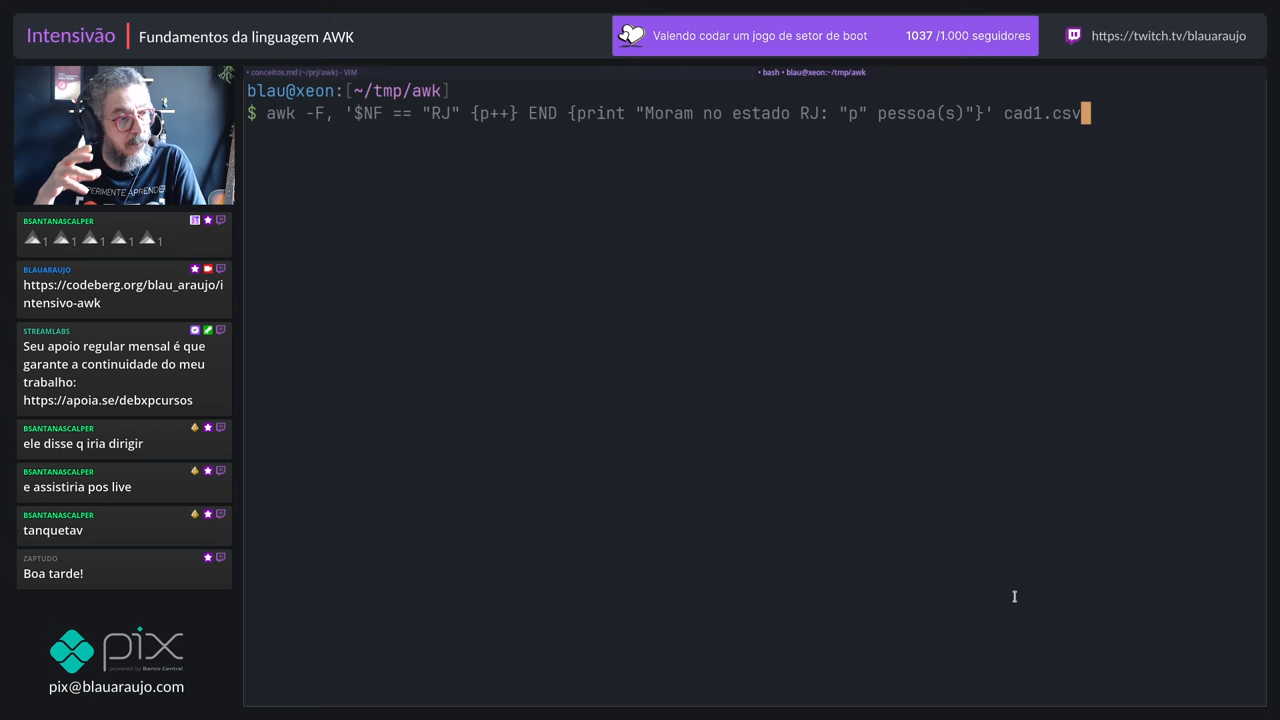 Intensivão
Fundamentos da linguagem AWK
Valendo codar um jogo de setor de boot 1037 /1.000 seguidores
https://twitch.tv/blauaraujo
• conceitos.md (~/prj/awk) - VIM
• bash • blau@xeon:~/tmp/awk
blau@xeon:[~/tmp/awk]
$ awk -F, '$NF == "RJ" {p++} END {print "Moram no estado RJ: "p" pessoa(s)"}' cad1.csv
BSANTANASCALPER
1 1 1 1 1
BLAUARAUJO
https://codeberg.org/blau_araujo/i
ntensivo-awk
STREAMLABS
Seu apoio regular mensal é que
garante a continuidade do meu
trabalho:
https://apoia.se/debxpcursos
BSANTANASCALPER
ele disse q iria dirigir
BSANTANASCALPER
e assistiria pos live
BSANTANASCALPER
tanquetav
ZAPTUDO
Boa tarde!
pix
powered by Banco Central
pix@blauaraujo.com